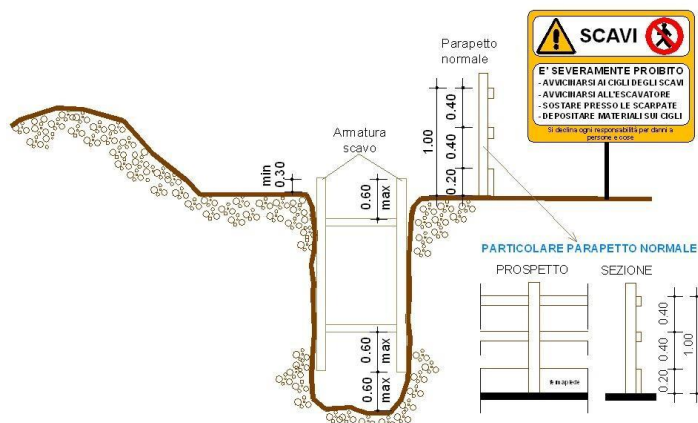 Parapetto
normale
SCAVI
E' SEVERAMENTE PROIBITO
- AVVICINARSI AI CIGLI DEGLI SCAVI
- AVVICINARSI ALL'ESCAVATORE
- SOSTARE PRESSO LE SCARPATE
- DEPOSITARE MATERIALI SUI CIGLI
Si declina ogni responsabilità per danni a
persone e cose
Armatura
scavo
1.00
0.40
0.40
0.20
min
0.30
0.60
max
0.60
max
0.60
max
PARTICOLARE PARAPETTO NORMALE
PROSPETTO
SEZIONE
0.40
0.40
0.20
1.00